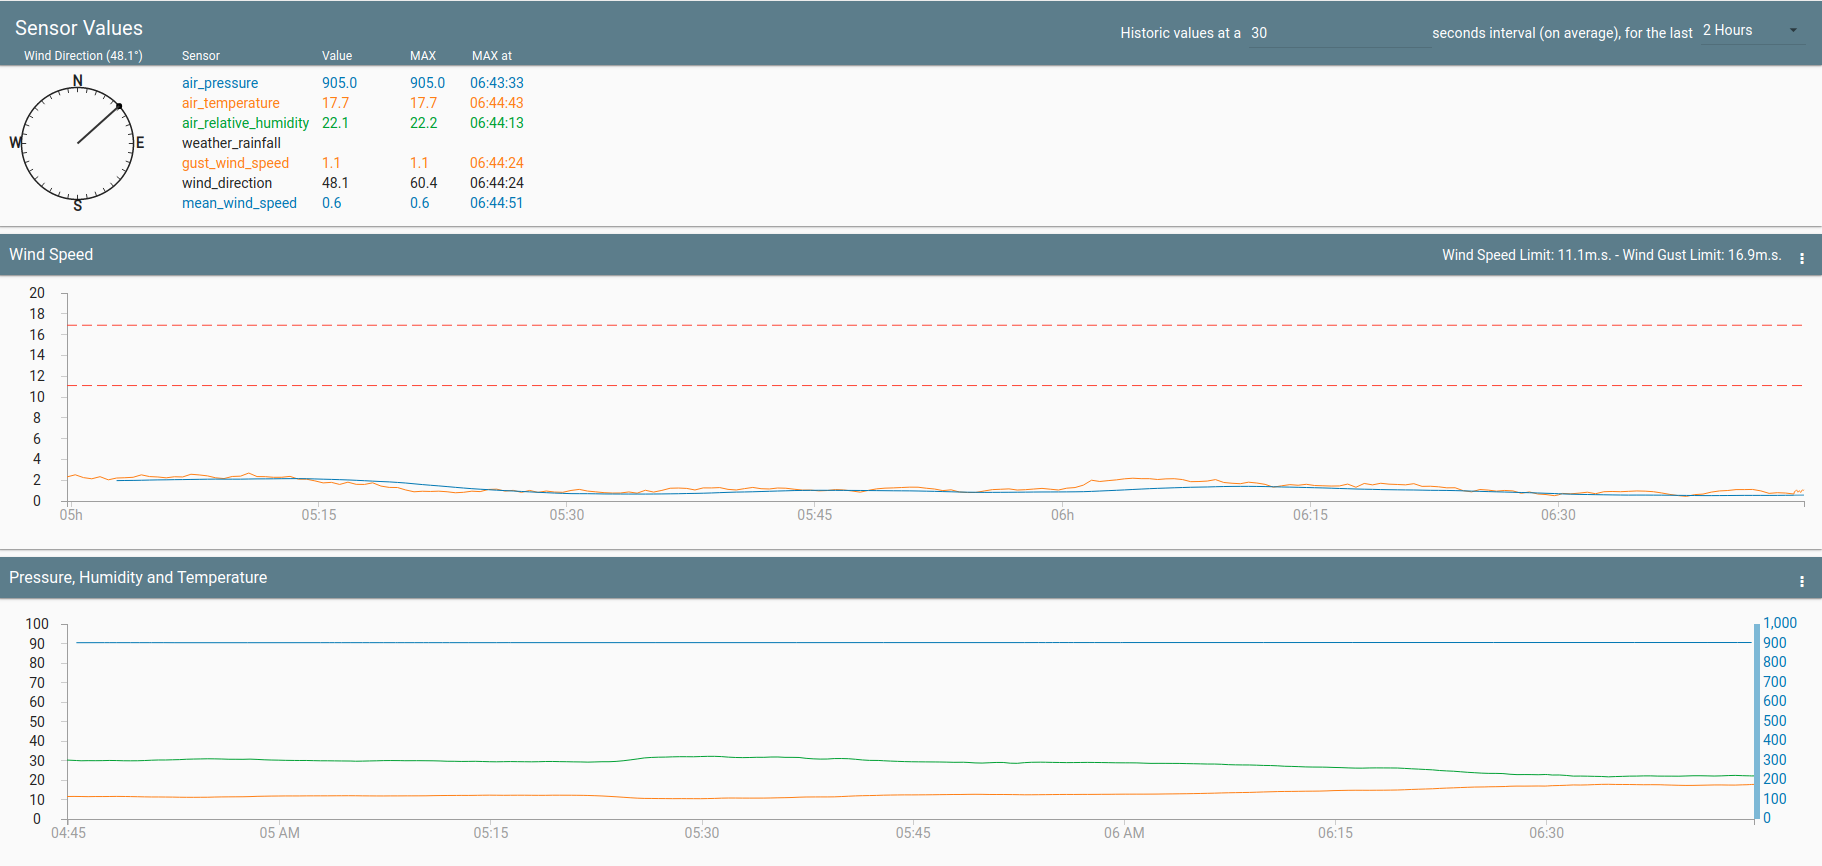 Sensor Values
Historic values at a 30 seconds interval (on average), for the last 2 Hours
Wind Direction (48.1°) Sensor Value MAX MAX at
N
W E
S
air_pressure 905.0 905.0 06:43:33
air_temperature 17.7 17.7 06:44:43
air_relative_humidity 22.1 22.2 06:44:13
weather_rainfall
gust_wind_speed 1.1 1.1 06:44:24
wind_direction 48.1 60.4 06:44:24
mean_wind_speed 0.6 0.6 06:44:51
Wind Speed Wind Speed Limit: 11.1m.s. - Wind Gust Limit: 16.9m.s.
20
18
16
14
12
10
8
6
4
2
0
05h 05:15 05:30 05:45 06h 06:15 06:30
Pressure, Humidity and Temperature
100 1,000
90 900
80 800
70 700
60 600
50 500
40 400
30 300
20 200
10 100
0 0
04:45 05 AM 05:15 05:30 05:45 06 AM 06:15 06:30